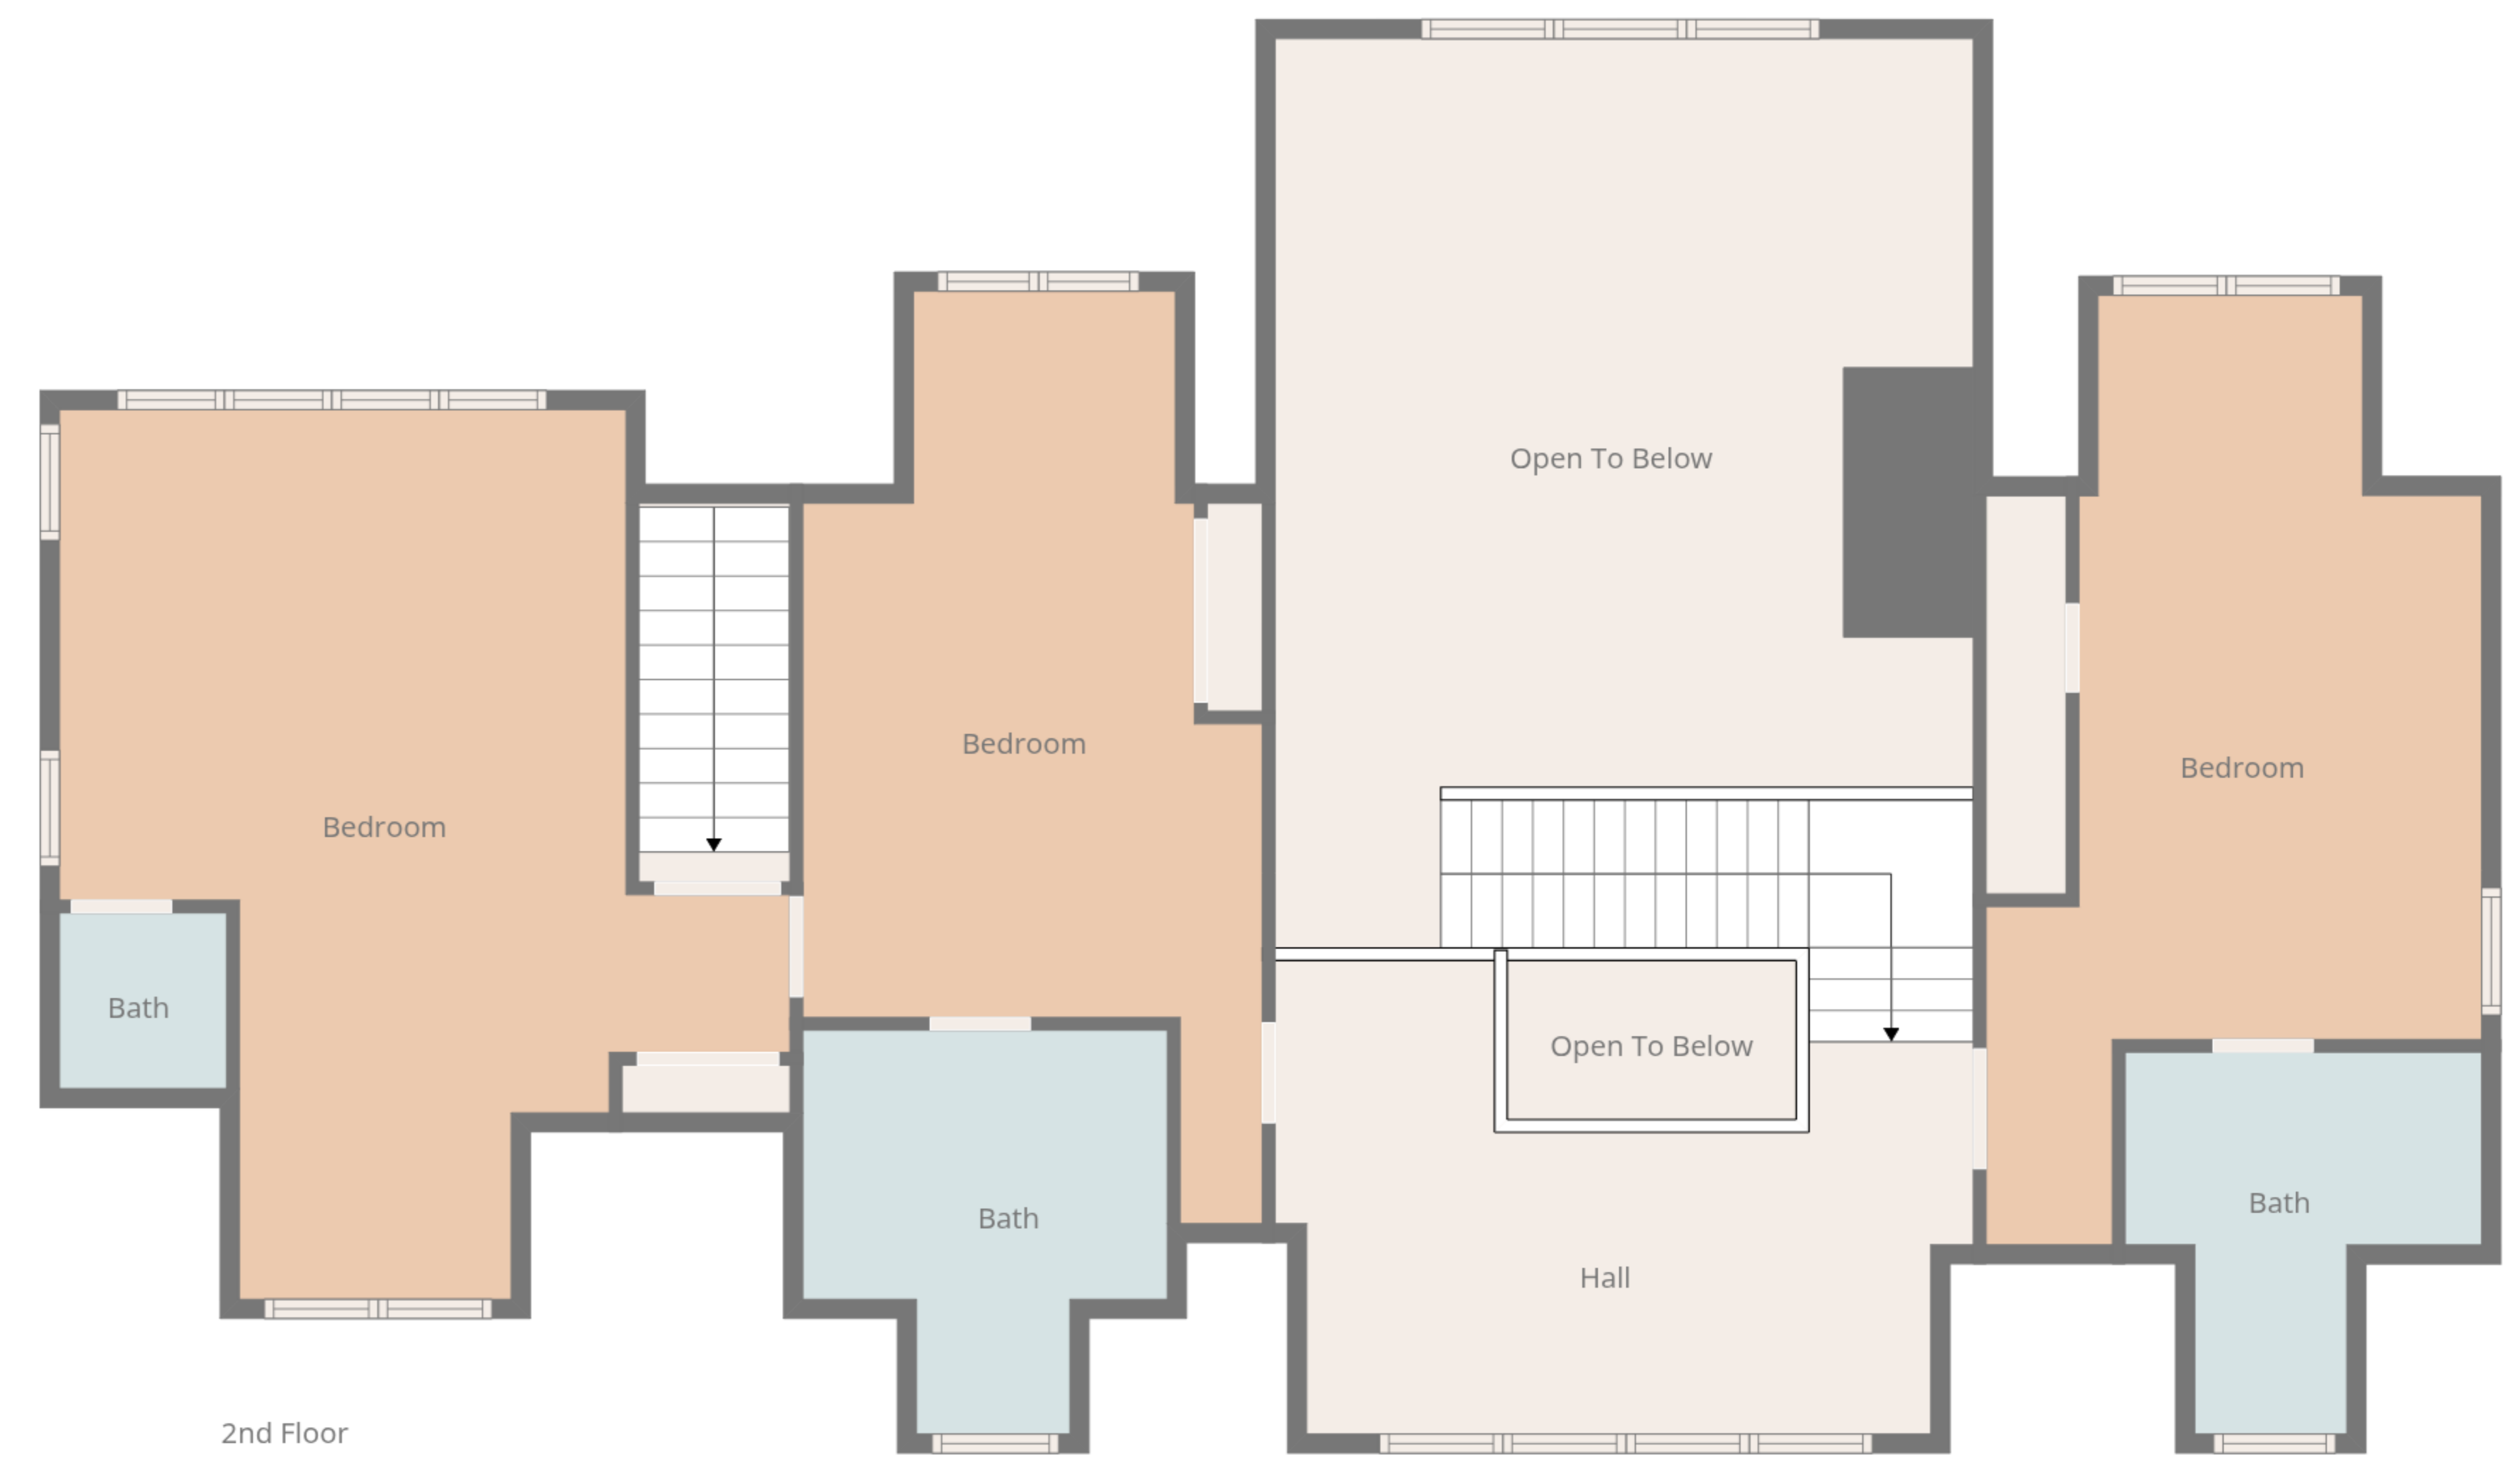 Open To Below
Bedroom
Bedroom
Bedroom
Bath
Open To Below
Bath
Bath
Hall
2nd Floor